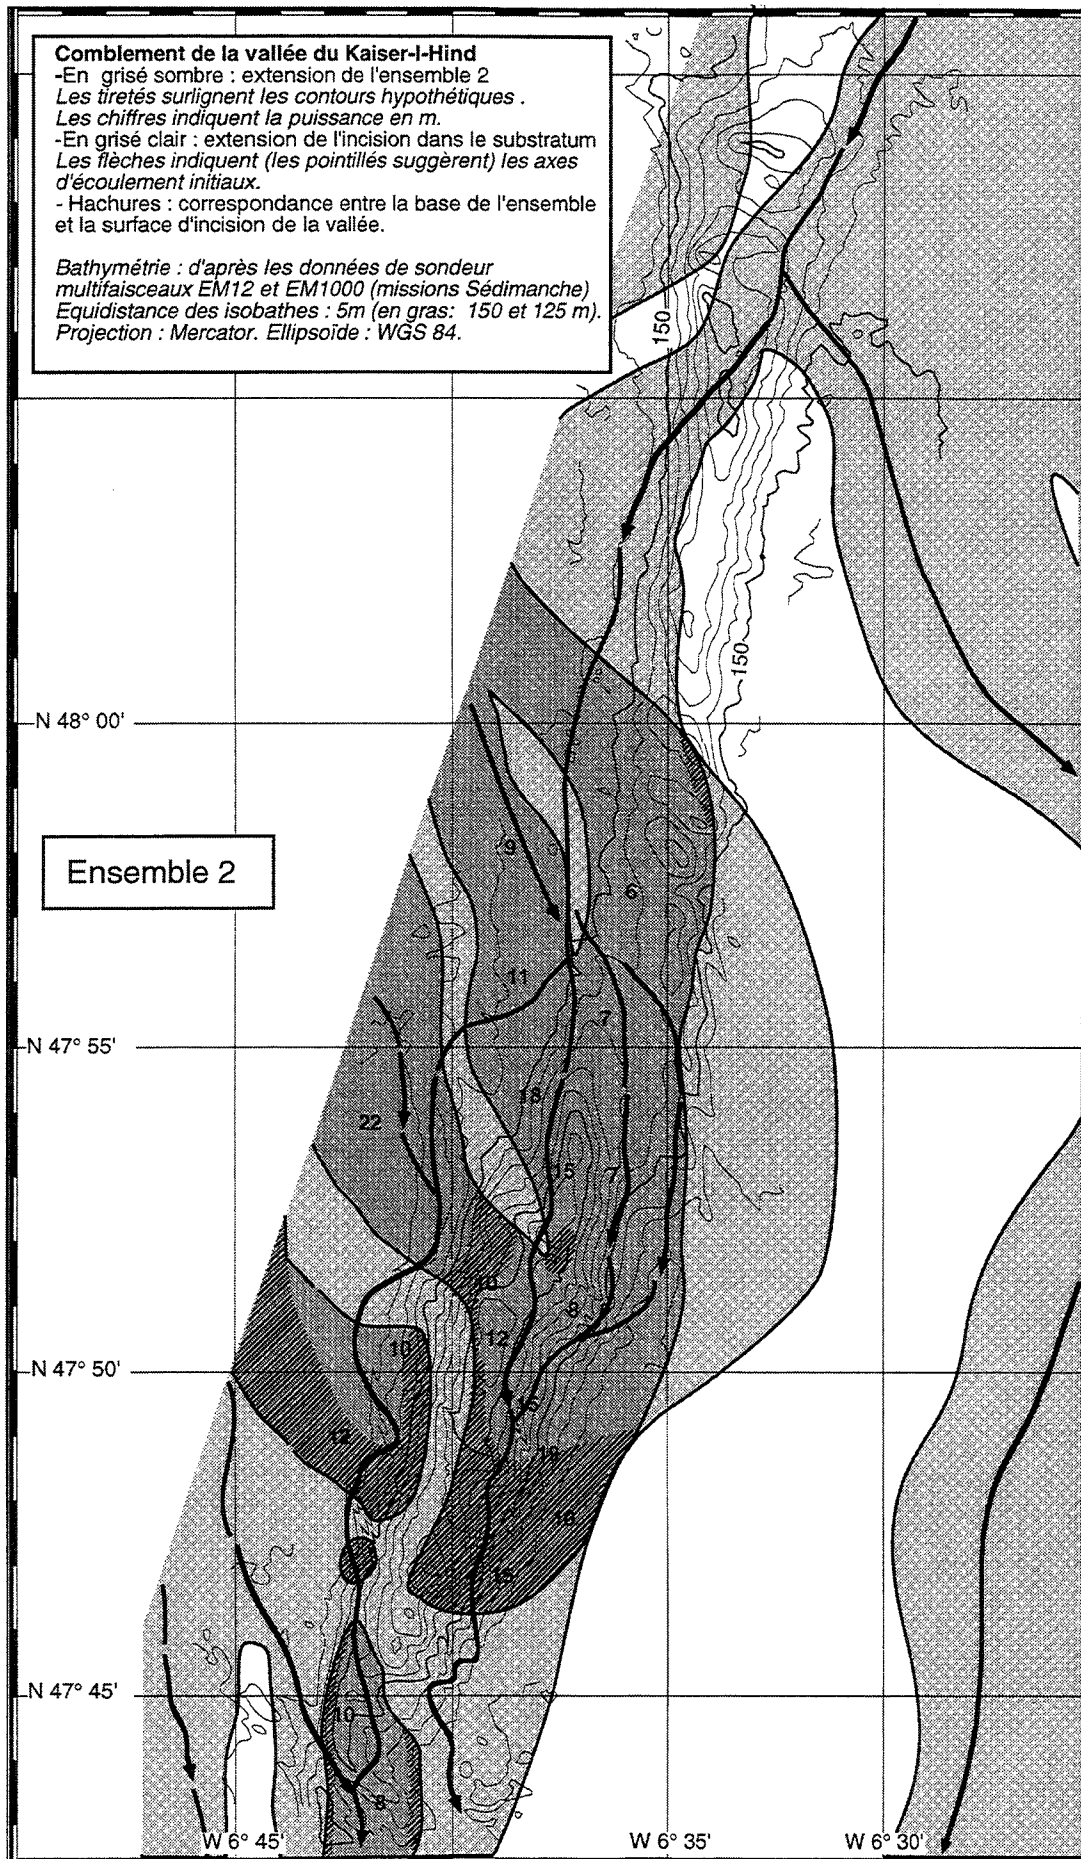 Comblement de la vallée du Kaiser-I-Hind
-En grisé sombre : extension de l'ensemble 2
Les tiretés surlignent les contours hypothétiques .
Les chiffres indiquent la puissance en m.
-En grisé clair : extension de l'incision dans le substratum
Les flèches indiquent (les pointillés suggèrent) les axes
d'écoulement initiaux.
- Hachures : correspondance entre la base de l'ensemble
et la surface d'incision de la vallée.
Bathymétrie : d'après les données de sondeur
multifaisceaux EM12 et EM1000 (missions Sédimanche)
Equidistance des isobathes : 5m (en gras: 150 et 125 m).
Projection : Mercator. Ellipsoïde : WGS 84.
150
150
N 48° 00'
Ensemble 2
9
6
11
7
N 47° 55'
18
22
15
7
10
8
12
10
N 47° 50'
15
12
19
16
15
N 47° 45'
10
8
W 6° 45'
W 6° 35'
W 6° 30'